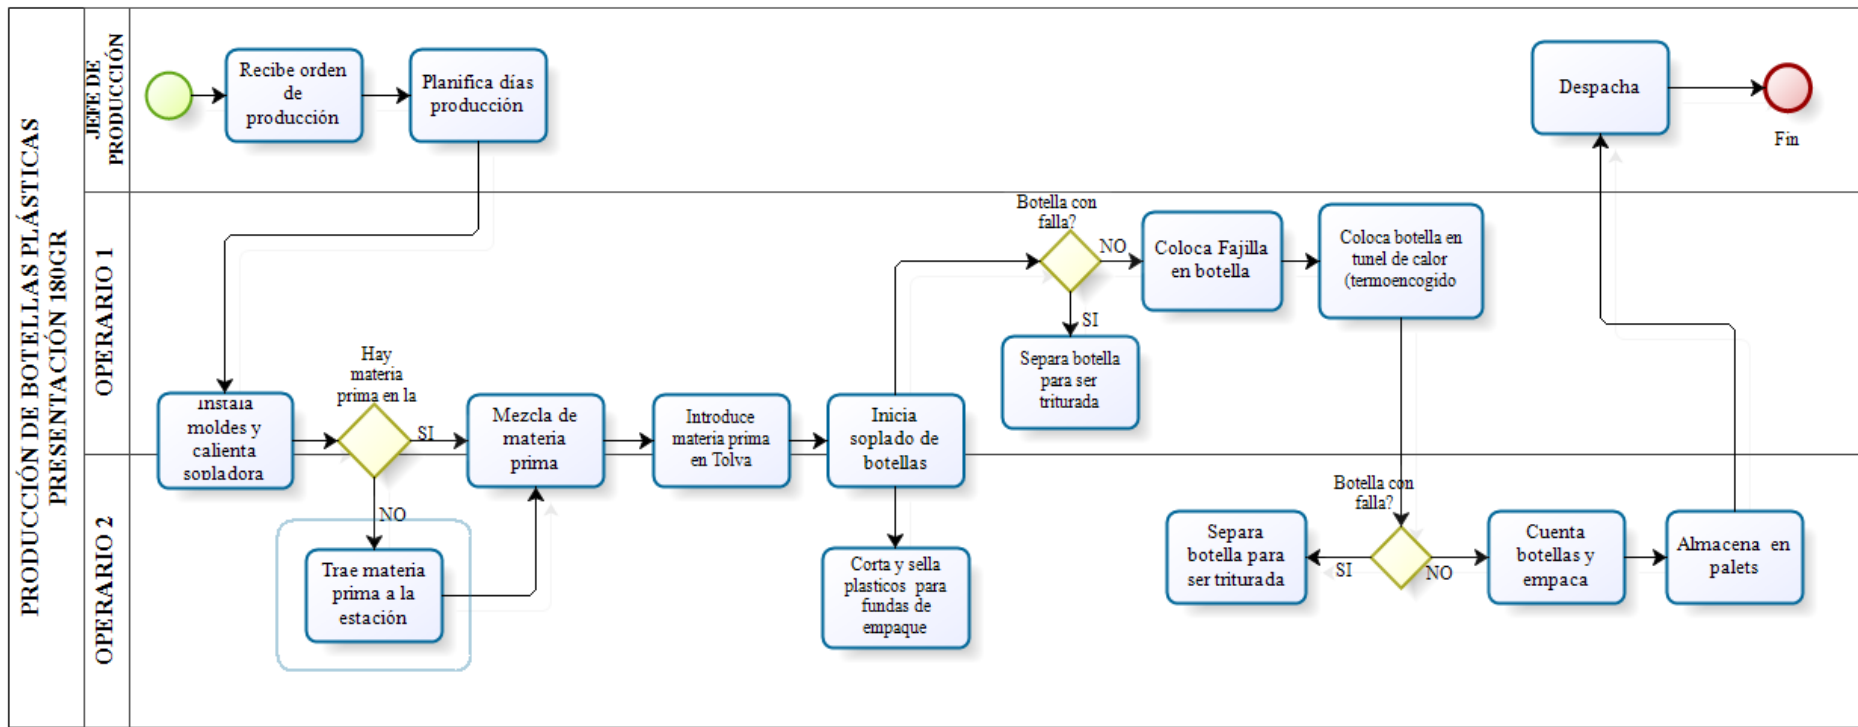 PRODUCCIÓN DE BOTELLAS PLÁSTICAS
PRESENTACIÓN 180GR
JEFE DE
PRODUCCIÓN
Recibe orden
de
producción
Planifica días
producción
Despacha
Fin
OPERARIO 1
Instala
moldes y
calienta
sopladora
Hay
materia
prima en la
SI
NO
Mezcla de
materia
prima
Introduce
materia prima
en Tolva
Inicia
soplado de
botellas
Botella con
falla?
NO
SI
Separa botella
para ser
triturada
Coloca Fajilla
en botella
Coloca botella en
tunel de calor
(termoencogido
OPERARIO 2
Trae materia
prima a la
estación
Corta y sella
plasticos para
fundas de
empaque
Botella con
falla?
SI
NO
Separa
botella para
ser triturada
Cuenta
botellas y
empaca
Almacena en
palets